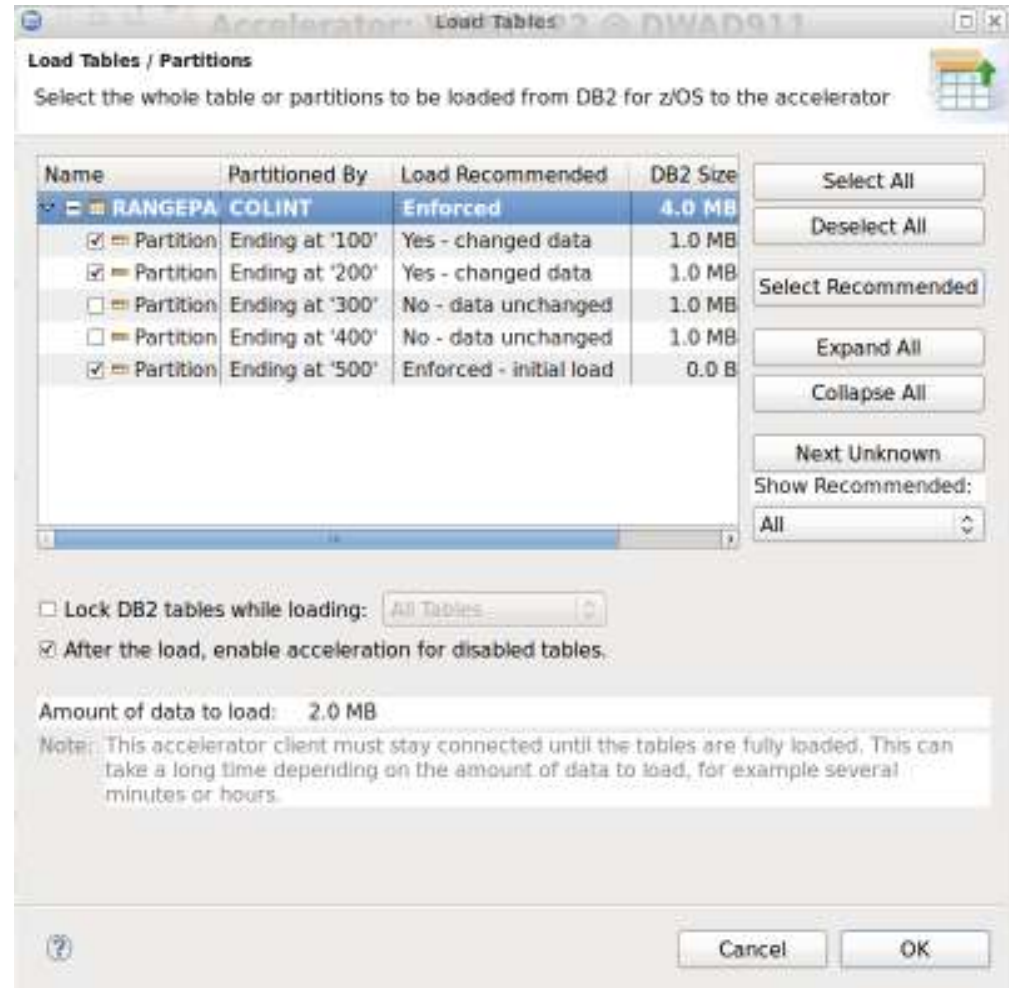 Load Tables
Accelerator: 2 @ DWAD911
Load Tables / Partitions
Select the whole table or partitions to be loaded from DB2 for z/OS to the accelerator
Name Partitioned By Load Recommended DB2 Size
RANGEPA COLINT Enforced 4.0 MB
Partition Ending at '100' Yes - changed data 1.0 MB
Partition Ending at '200' Yes - changed data 1.0 MB
Partition Ending at '300' No - data unchanged 1.0 MB
Partition Ending at '400' No - data unchanged 1.0 MB
Partition Ending at '500' Enforced - initial load 0.0 B
Select All
Deselect All
Select Recommended
Expand All
Collapse All
Next Unknown
Show Recommended:
All
Lock DB2 tables while loading: All Tables
After the load, enable acceleration for disabled tables.
Amount of data to load: 2.0 MB
Note: This accelerator client must stay connected until the tables are fully loaded. This can
take a long time depending on the amount of data to load, for example several
minutes or hours.
Cancel
OK